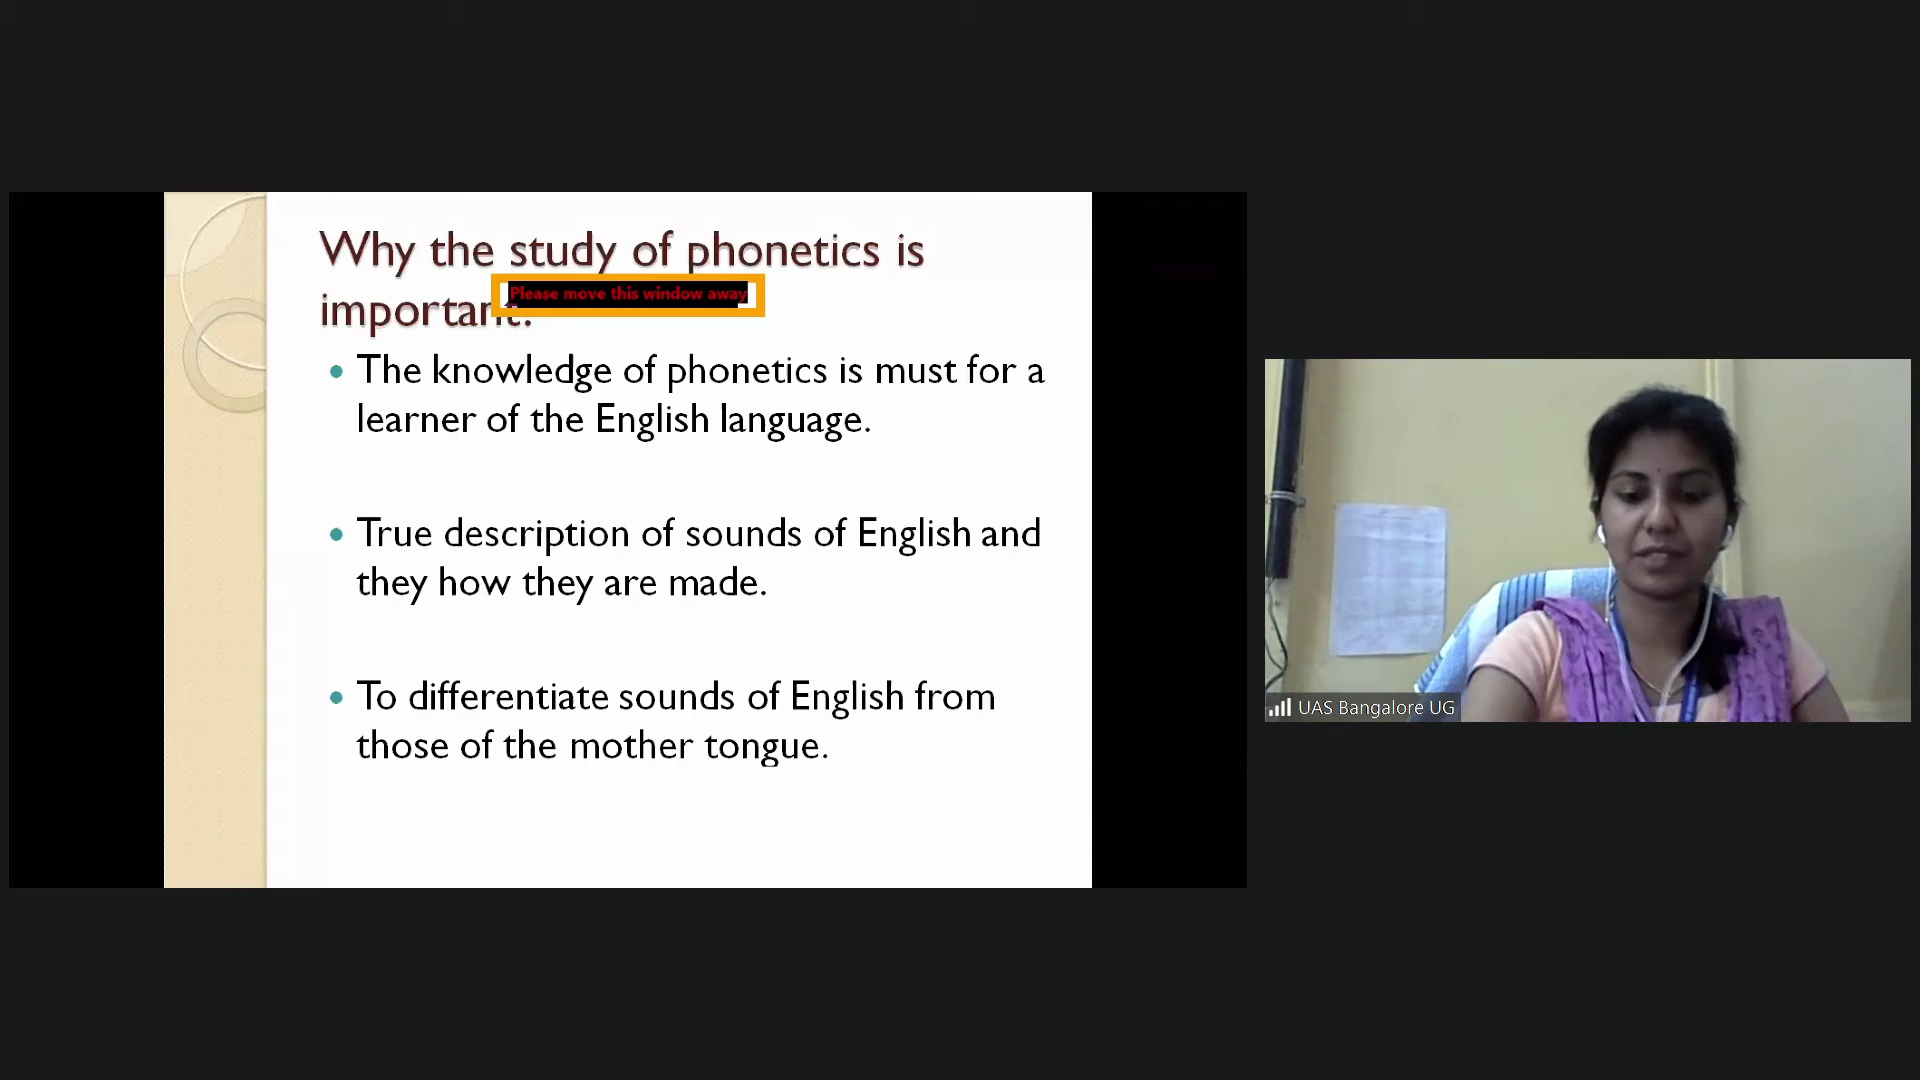 Why the study of phonetics is
Please move this window away
important?
The knowledge of phonetics is must for a
learner of the English language.
True description of sounds of English and
they how they are made.
To differentiate sounds of English from
those of the mother tongue.
UAS Bangalore UG